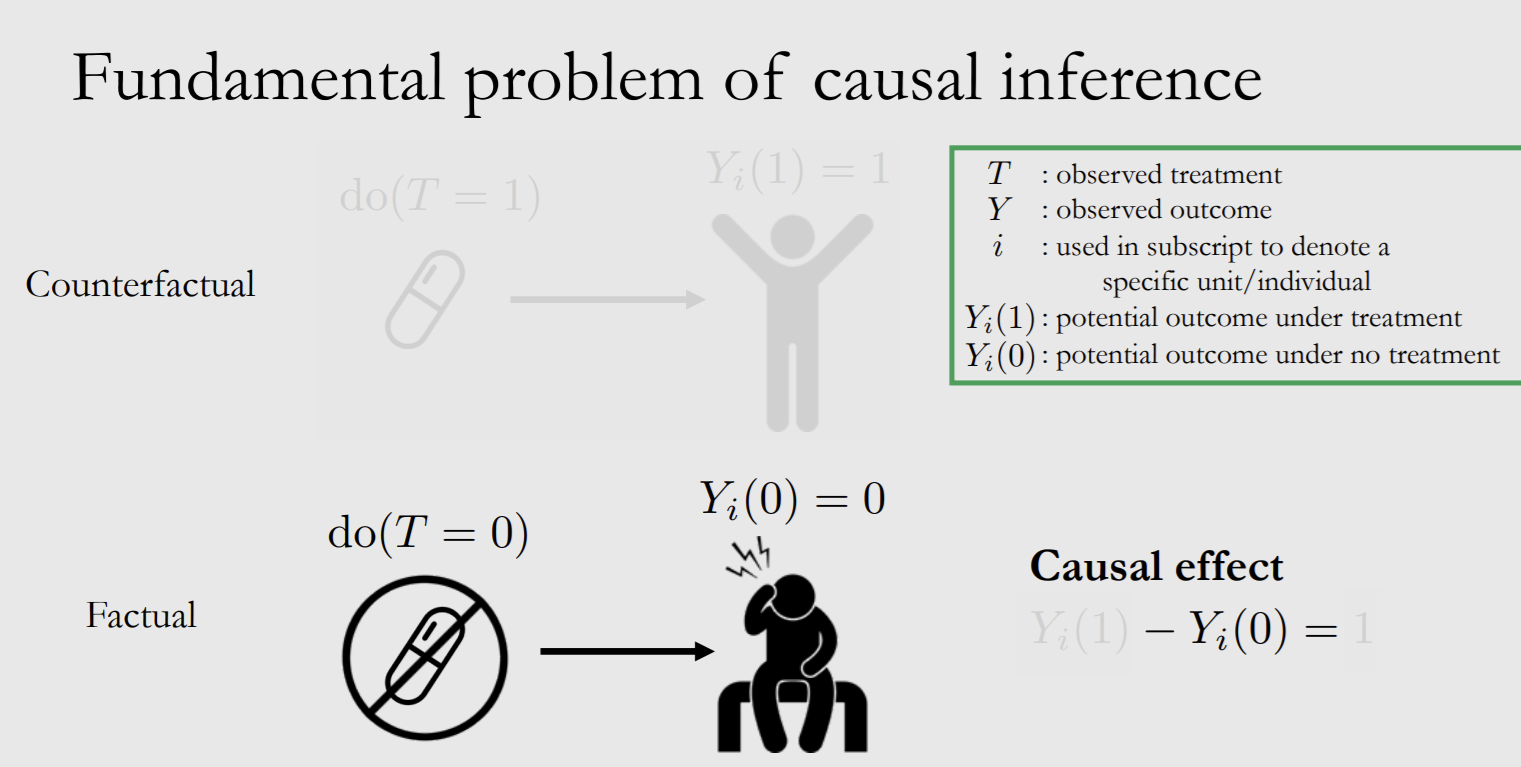 Fundamental problem of causal inference
do(T = 1)
Y_i(1) = 1
Counterfactual
T : observed treatment
Y : observed outcome
i : used in subscript to denote a
specific unit/individual
Y_i(1) : potential outcome under treatment
Y_i(0) : potential outcome under no treatment
do(T = 0)
Y_i(0) = 0
Factual
Causal effect
Y_i(1) − Y_i(0) = 1